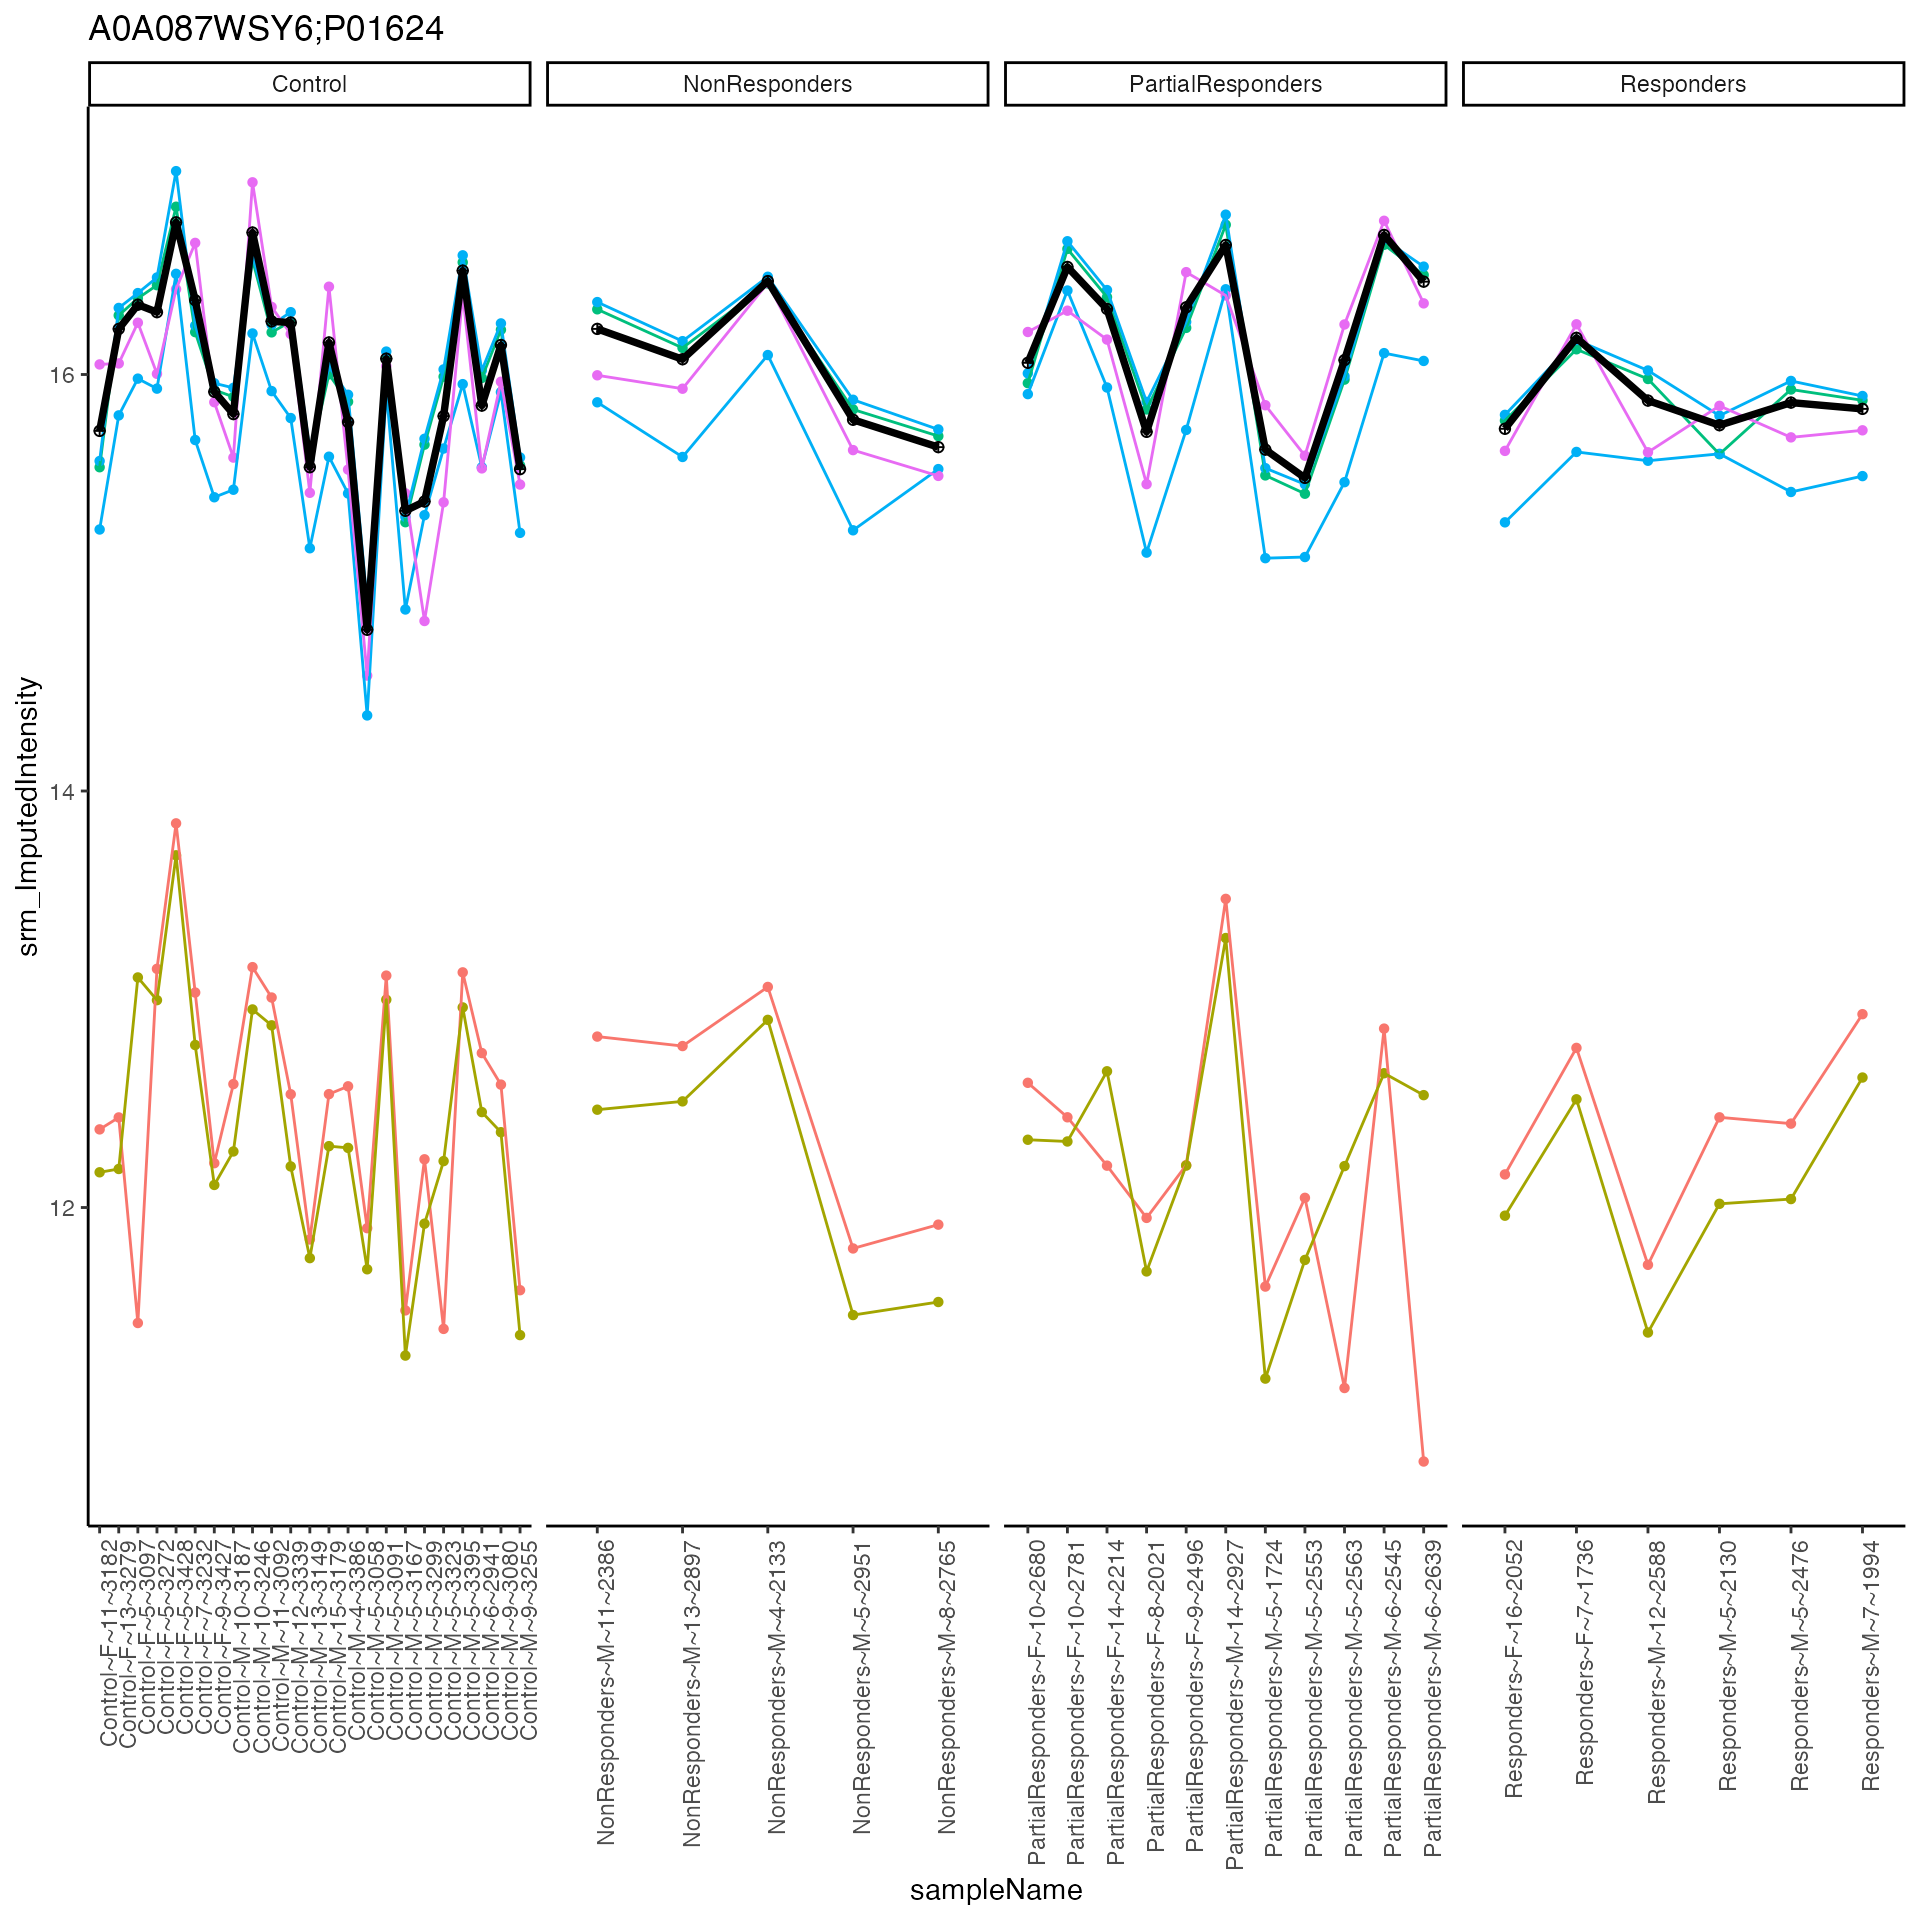 A0A087WSY6;P01624
Control
NonResponders
PartialResponders
Responders
srm_ImputedIntensity
16
14
12
Control~F~11~3182
Control~F~13~3279
Control~F~5~3097
Control~F~5~3272
Control~F~5~3428
Control~F~7~3232
Control~F~9~3427
Control~M~10~3187
Control~M~10~3246
Control~M~11~3092
Control~M~12~3339
Control~M~13~3149
Control~M~15~3179
Control~M~4~3386
Control~M~5~3058
Control~M~5~3091
Control~M~5~3167
Control~M~5~3299
Control~M~5~3323
Control~M~5~3395
Control~M~6~2941
Control~M~9~3080
Control~M~9~3255
NonResponders~M~11~2386
NonResponders~M~13~2897
NonResponders~M~4~2133
NonResponders~M~5~2951
NonResponders~M~8~2765
PartialResponders~F~10~2680
PartialResponders~F~10~2781
PartialResponders~F~14~2214
PartialResponders~F~8~2021
PartialResponders~F~9~2496
PartialResponders~M~14~2927
PartialResponders~M~5~1724
PartialResponders~M~5~2553
PartialResponders~M~5~2563
PartialResponders~M~6~2545
PartialResponders~M~6~2639
Responders~F~16~2052
Responders~F~7~1736
Responders~M~12~2588
Responders~M~5~2130
Responders~M~5~2476
Responders~M~7~1994
sampleName